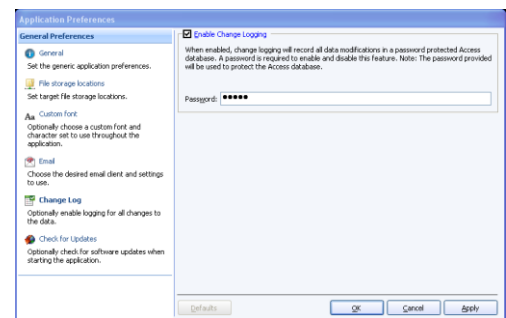 Application Preferences
General Preferences
General
Set the generic application preferences.
File storage locations
Set target file storage locations.
Aa Custom font
Optionally choose a custom font and
character set to use throughout the
application.
Email
Choose the desired email client and settings
to use.
Change Log
Optionally enable logging for all changes to
the data.
Check for Updates
Optionally check for software updates when
starting the application.
Enable Change Logging
When enabled, change logging will record all data modifications in a password protected Access
database. A password is required to enable and disable this feature. Note: The password provided
will be used to protect the Access database.
Password: •••••
Defaults
OK
Cancel
Apply